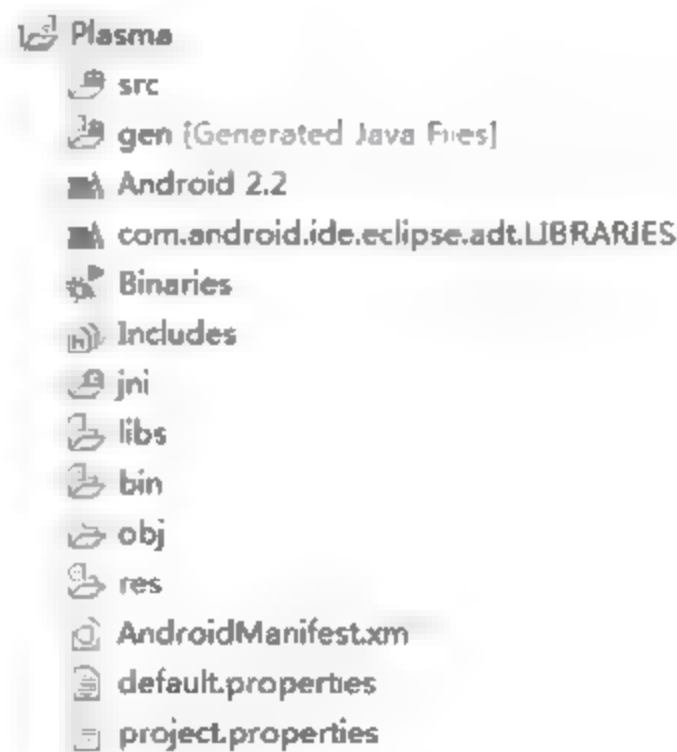 Plasma
src
gen [Generated Java Files]
Android 2.2
com.android.ide.eclipse.adt.LIBRARIES
Binaries
Includes
jni
libs
bin
obj
res
AndroidManifest.xm
default.properties
project.properties